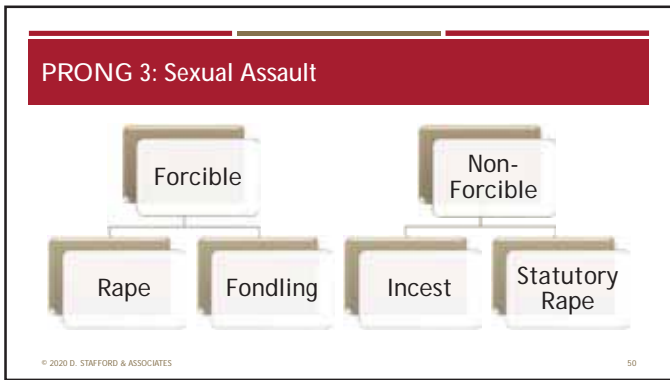 PRONG 3: Sexual Assault
Forcible
Non-
Forcible
Rape
Fondling
Incest
Statutory
Rape
© 2020 D. STAFFORD & ASSOCIATES
50